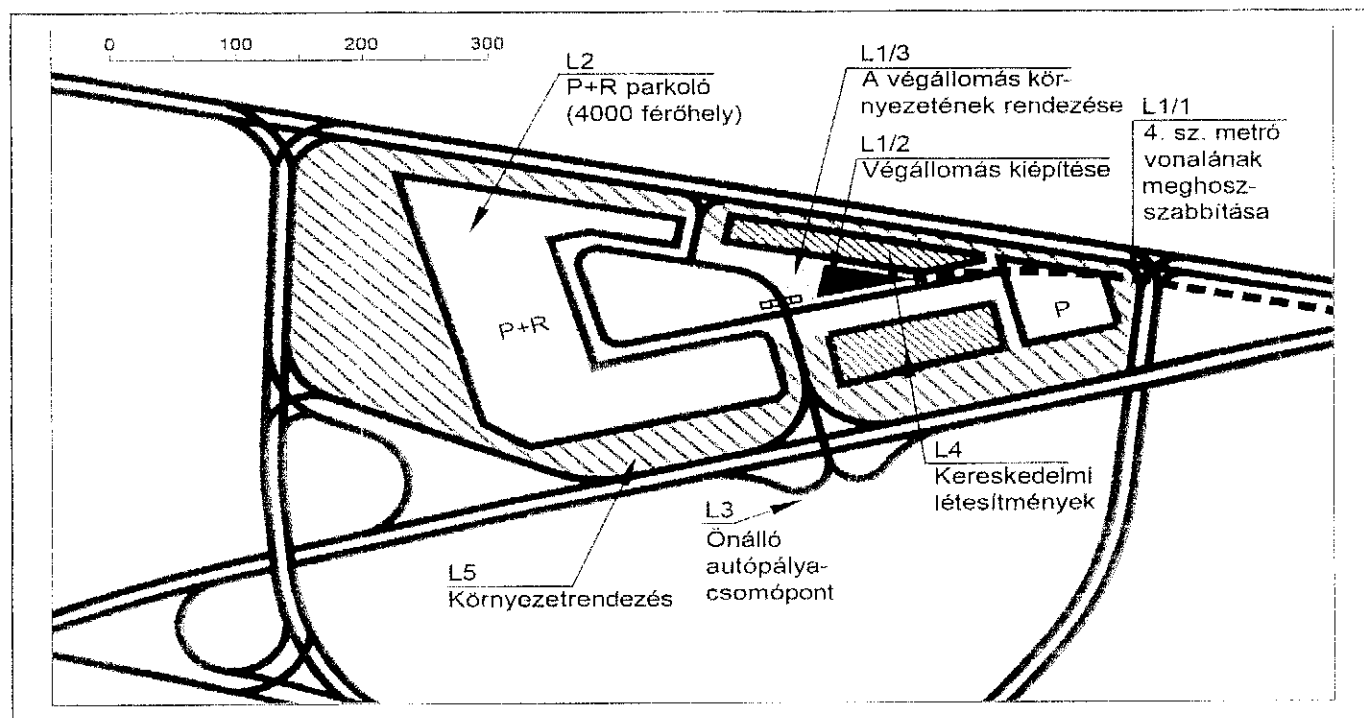 0 100 200 300
L2
P+R parkoló
(4000 férőhely)
L1/3
A végállomás kör-
nyezetének rendezése
L1/2
Végállomás kiépítése
L1/1
4. sz. metró
vonalának
meghosz-
szabbítása
P+R
P
L4
Kereskedelmi
létesítmények
L3
Önálló
autópálya-
csomópont
L5
Környezetrendezés